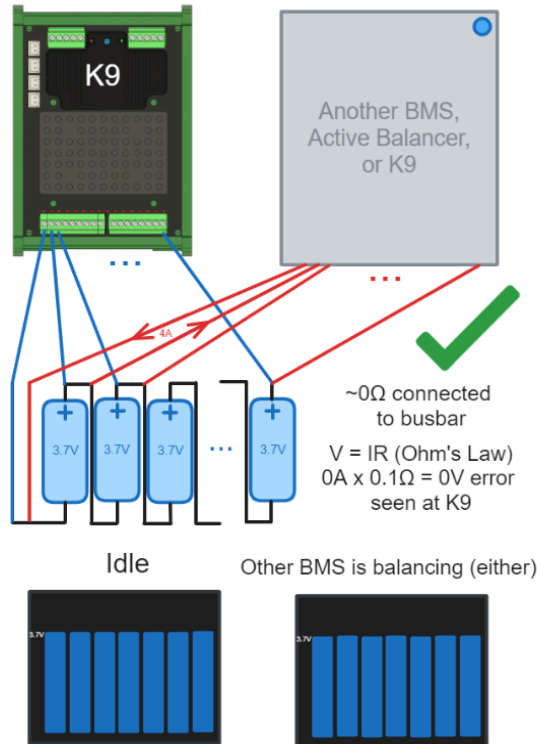 K9
Another BMS,
Active Balancer,
or K9
...
...
4A
+
+
+
+
3.7V
3.7V
3.7V
...
3.7V
~0Ω connected
to busbar
V = IR (Ohm's Law)
0A x 0.1Ω = 0V error
seen at K9
Idle
Other BMS is balancing (either)
3.7V
3.7V